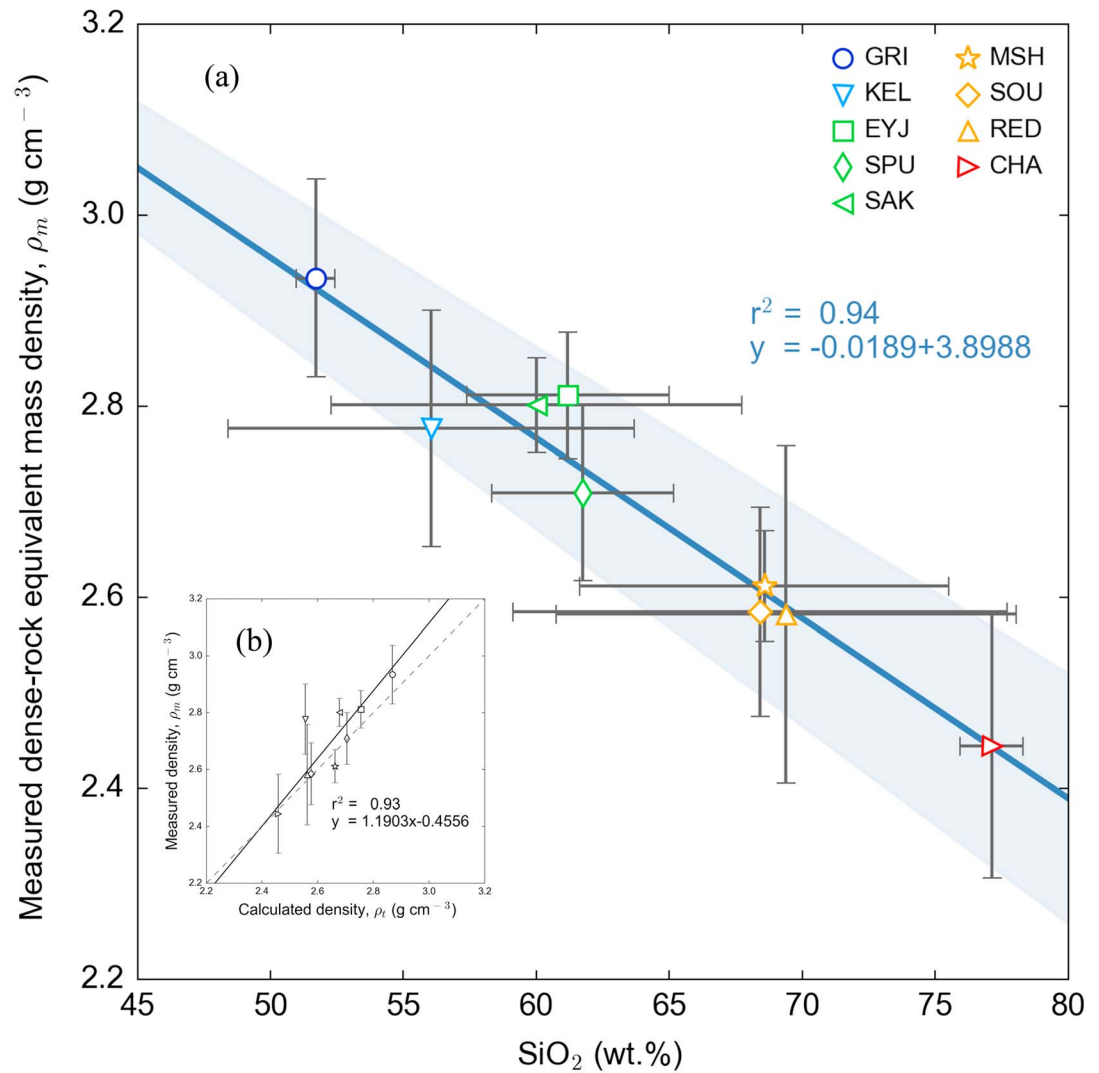 (a)
GRI
KEL
EYJ
SPU
SAK
MSH
SOU
RED
CHA
r² = 0.94
y = -0.0189+3.8988
Measured dense-rock equivalent mass density, ρₘ (g cm⁻³)
3.2
3.0
2.8
2.6
2.4
2.2
45 50 55 60 65 70 75 80
SiO₂ (wt.%)
(b)
r² = 0.93
y = 1.1903x-0.4556
Measured density, ρₘ (g cm⁻³)
3.2
3.0
2.8
2.6
2.4
2.2
2.2 2.4 2.6 2.8 3.0 3.2
Calculated density, ρₜ (g cm⁻³)